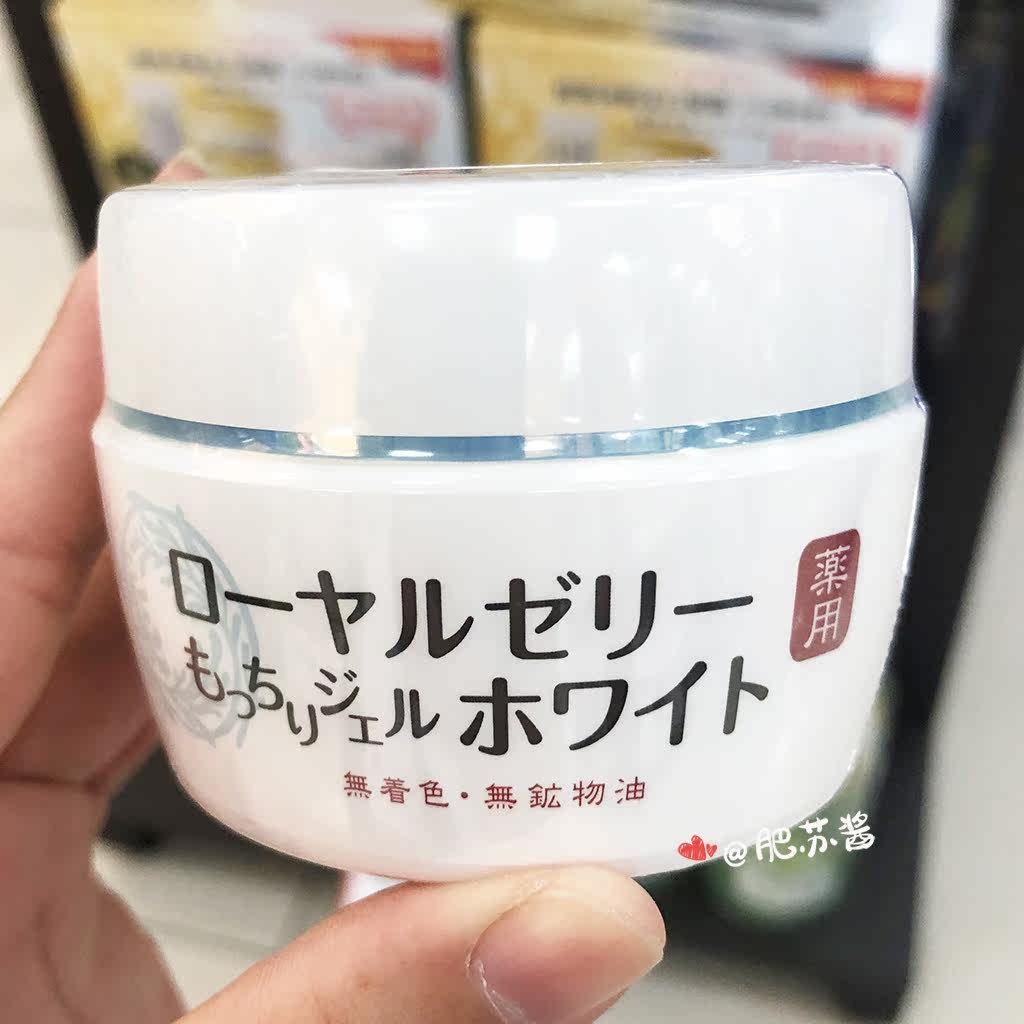 ローヤルゼリー
もっちりジェルホワイト
薬用
無着色・無鉱物油
@肥.苏酱